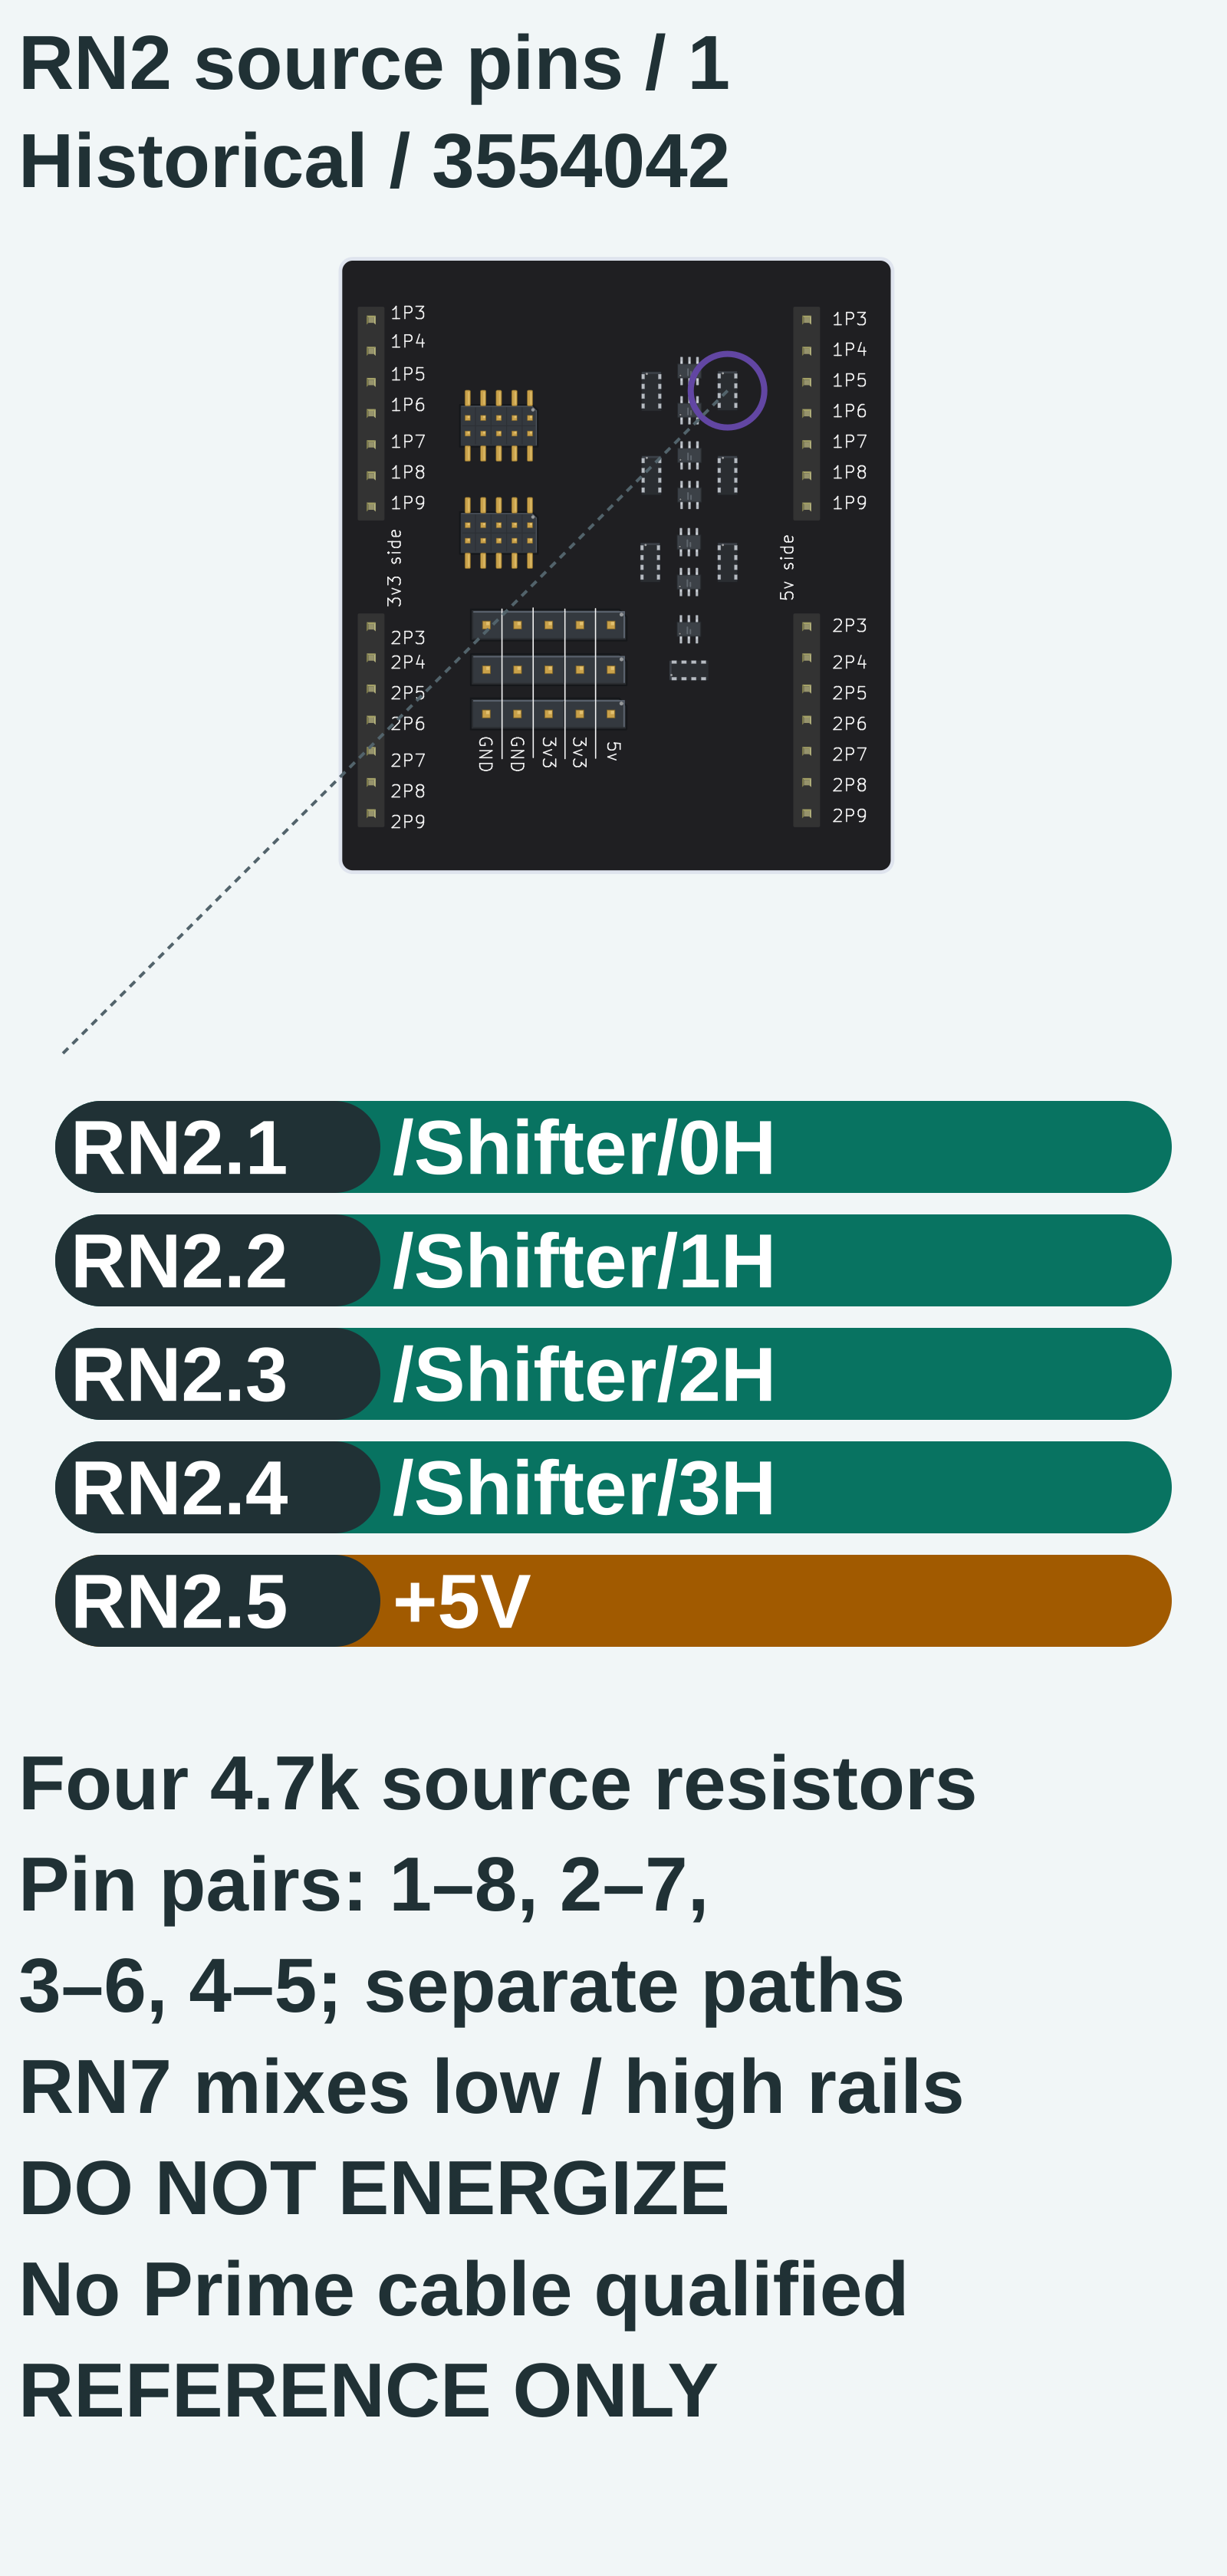 RN2 source pins / 1
Historical / 3554042
1P3
1P4
1P5
1P6
1P7
1P8
1P9
3v3 side
2P3
2P4
2P5
2P6
2P7
2P8
2P9
GND
GND
3v3
3v3
5v
1P3
1P4
1P5
1P6
1P7
1P8
1P9
5v side
2P3
2P4
2P5
2P6
2P7
2P8
2P9
RN2.1 /Shifter/0H
RN2.2 /Shifter/1H
RN2.3 /Shifter/2H
RN2.4 /Shifter/3H
RN2.5 +5V
Four 4.7k source resistors
Pin pairs: 1–8, 2–7,
3–6, 4–5; separate paths
RN7 mixes low / high rails
DO NOT ENERGIZE
No Prime cable qualified
REFERENCE ONLY